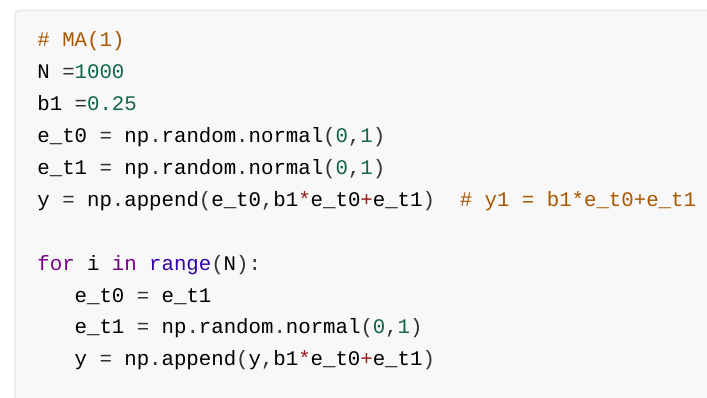 # MA(1)
N =1000
b1 =0.25
e_t0 = np.random.normal(0,1)
e_t1 = np.random.normal(0,1)
y = np.append(e_t0,b1*e_t0+e_t1)  # y1 = b1*e_t0+e_t1

for i in range(N):
   e_t0 = e_t1
   e_t1 = np.random.normal(0,1)
   y = np.append(y,b1*e_t0+e_t1)